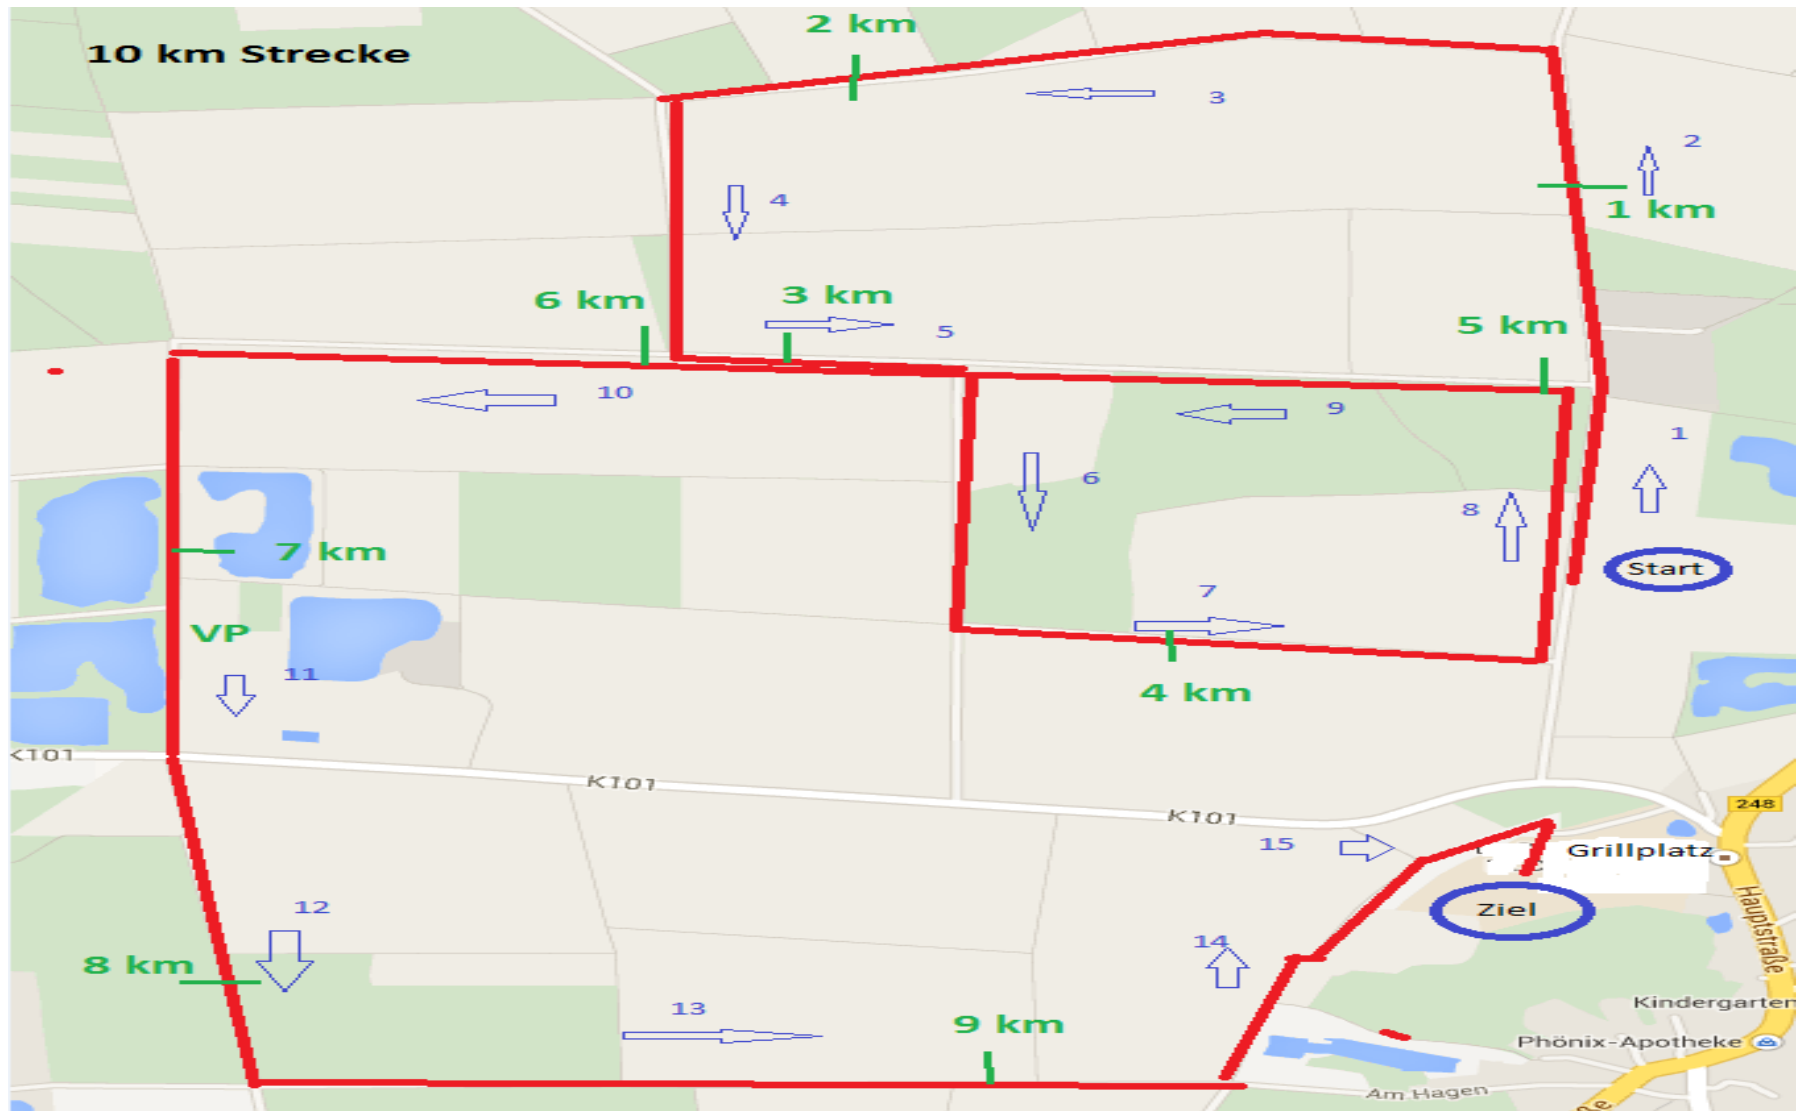 10 km Strecke
2 km
3
2
1 km
4
6 km
3 km
5
5 km
10
9
1
6
8
7 km
Start
7
VP
11
4 km
K101
K101
K101
248
15
Grillplatz
Ziel
Hauptstraße
12
14
8 km
13
9 km
Kindergarten
Phönix-Apotheke
Am Hagen